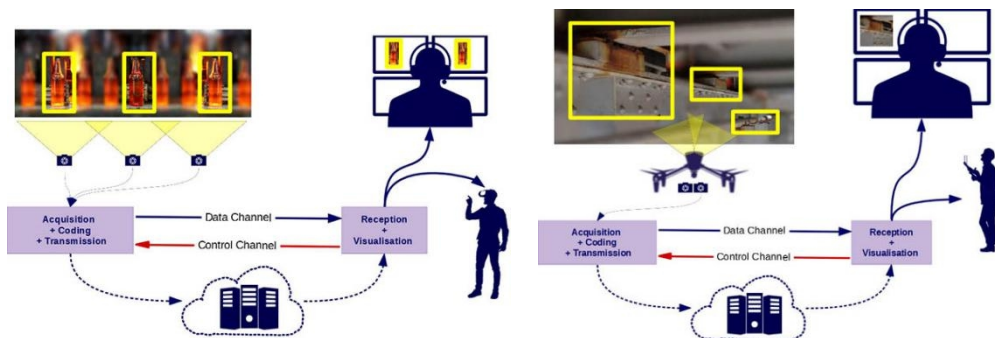 Acquisition
+ Coding
+ Transmission
Data Channel
Control Channel
Reception
+
Visualisation
Acquisition
+ Coding
+ Transmission
Data Channel
Control Channel
Reception
+
Visualisation